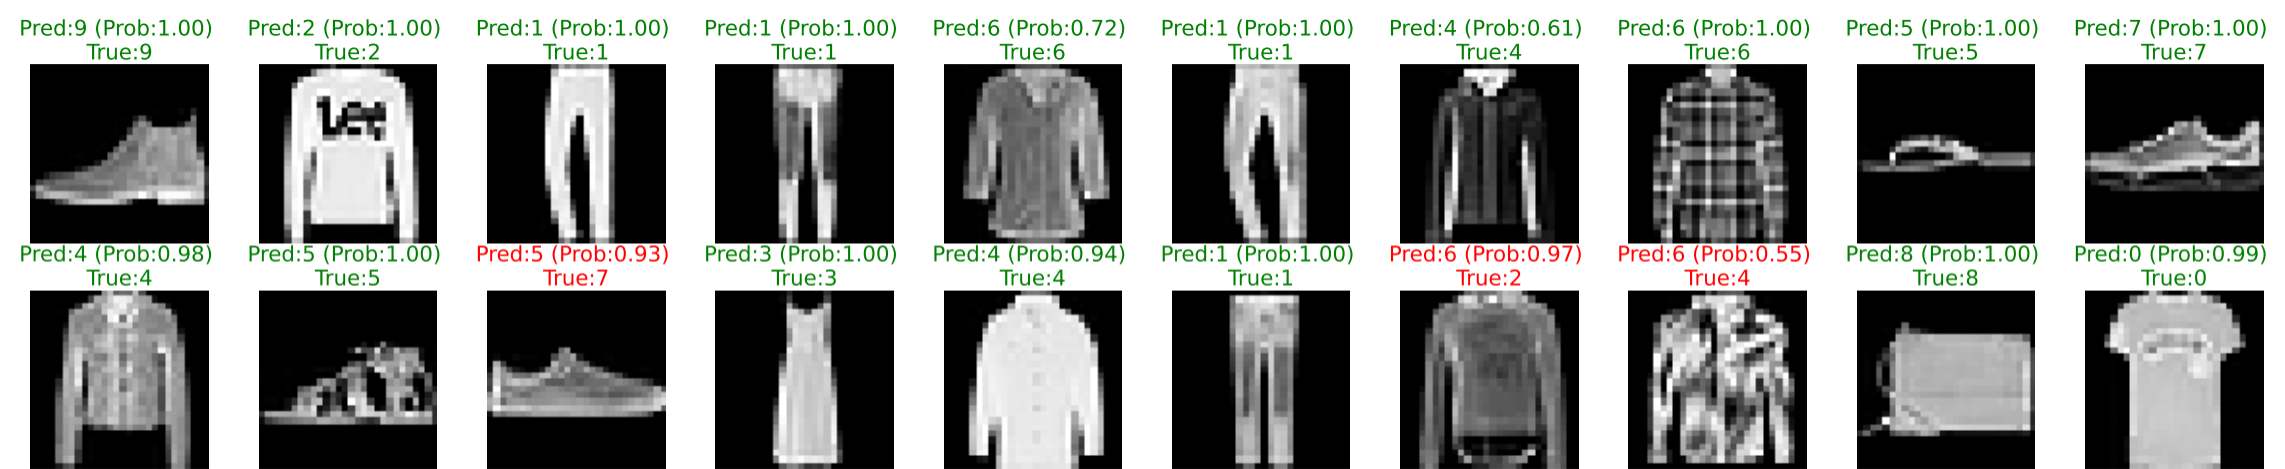 Pred:9 (Prob:1.00)
True:9
Pred:2 (Prob:1.00)
True:2
Pred:1 (Prob:1.00)
True:1
Pred:1 (Prob:1.00)
True:1
Pred:6 (Prob:0.72)
True:6
Pred:1 (Prob:1.00)
True:1
Pred:4 (Prob:0.61)
True:4
Pred:6 (Prob:1.00)
True:6
Pred:5 (Prob:1.00)
True:5
Pred:7 (Prob:1.00)
True:7
Lee
Pred:4 (Prob:0.98)
True:4
Pred:5 (Prob:1.00)
True:5
Pred:5 (Prob:0.93)
True:7
Pred:3 (Prob:1.00)
True:3
Pred:4 (Prob:0.94)
True:4
Pred:1 (Prob:1.00)
True:1
Pred:6 (Prob:0.97)
True:2
Pred:6 (Prob:0.55)
True:4
Pred:8 (Prob:1.00)
True:8
Pred:0 (Prob:0.99)
True:0